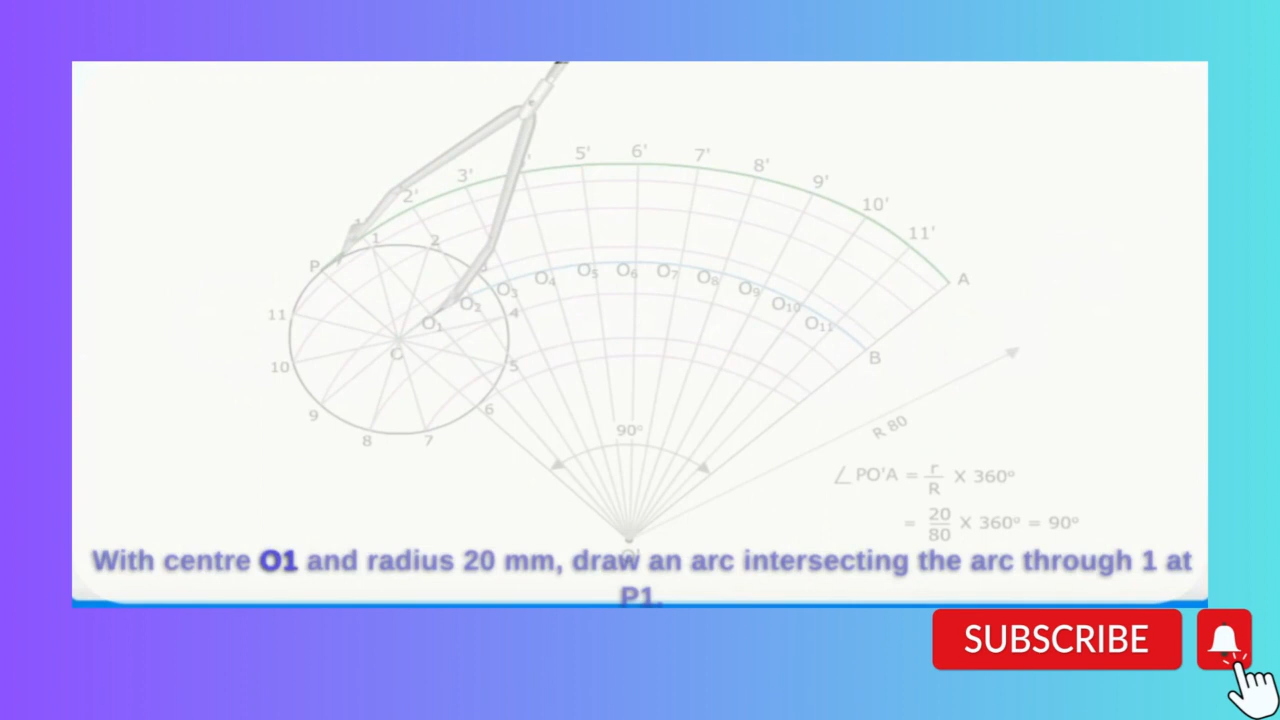 5' 6' 7'
3' 8'
2' 9'
10'
11'
1 2
P
A
O₁ O₂ O₃ O₄ O₅ O₆ O₇ O₈ O₉ O₁₀ O₁₁
B
C
4
5
6
7
8
9
10
11
90°
R 80
∠ PO'A = r/R X 360°
= 20/80 X 360° = 90°
With centre O1 and radius 20 mm, draw an arc intersecting the arc through 1 at
P1.
SUBSCRIBE